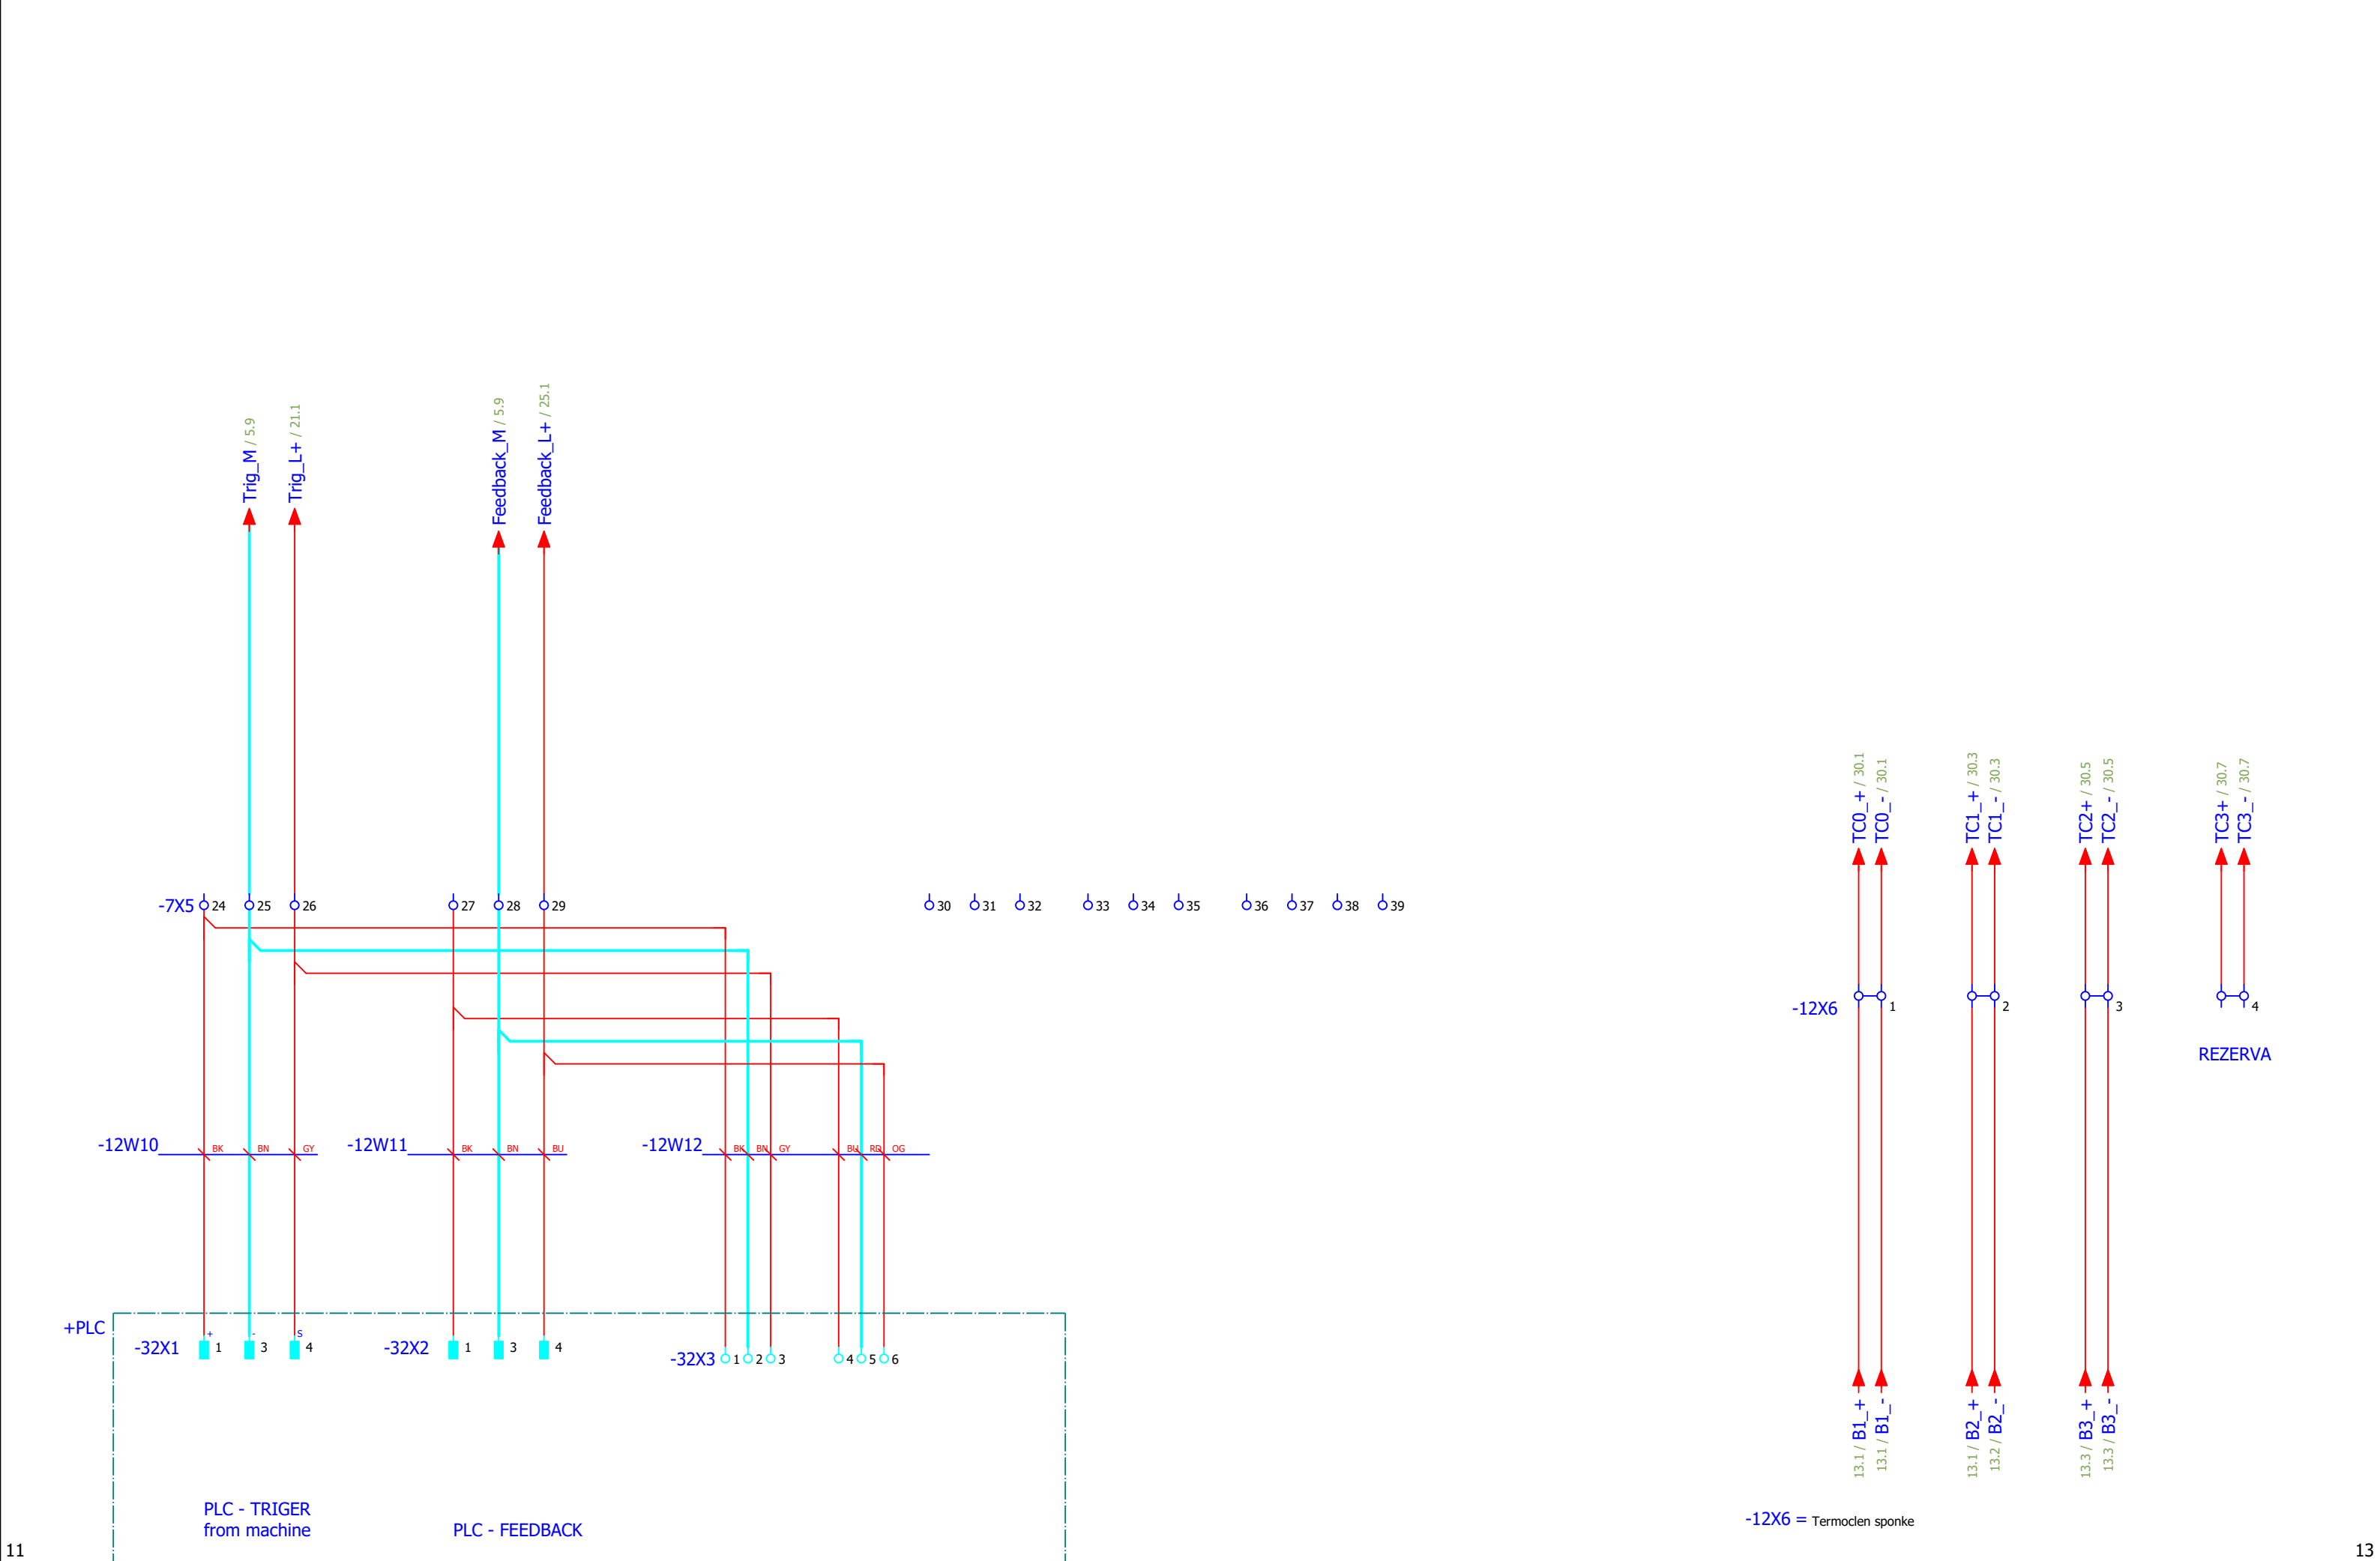 Trig_M / 5.9
Trig_L+ / 21.1
Feedback_M / 5.9
Feedback_L+ / 25.1
TC0_+ / 30.1
TC0_- / 30.1
TC1_+ / 30.3
TC1_- / 30.3
TC2+ / 30.5
TC2_- / 30.5
TC3+ / 30.7
TC3_- / 30.7
-7X5 24 25 26 27 28 29 30 31 32 33 34 35 36 37 38 39
-12X6 1 2 3 4
REZERVA
-12W10 BK BN GY
-12W11 BK BN BU
-12W12 BK BN GY BU RD OG
+PLC
+ - S
-32X1 1 3 4
-32X2 1 3 4
-32X3 1 2 3 4 5 6
13.1 / B1_+
13.1 / B1_-
13.1 / B2_+
13.2 / B2_-
13.3 / B3_+
13.3 / B3_-
PLC - TRIGER
from machine
PLC - FEEDBACK
-12X6 = Termoclen sponke
11
13